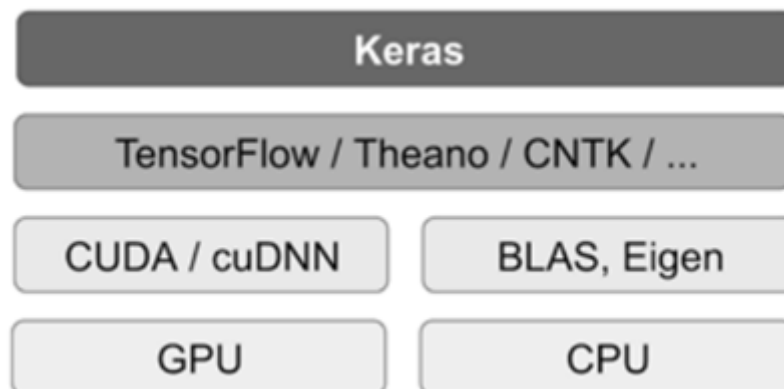 Keras
TensorFlow / Theano / CNTK / ...
CUDA / cuDNN
BLAS, Eigen
GPU
CPU